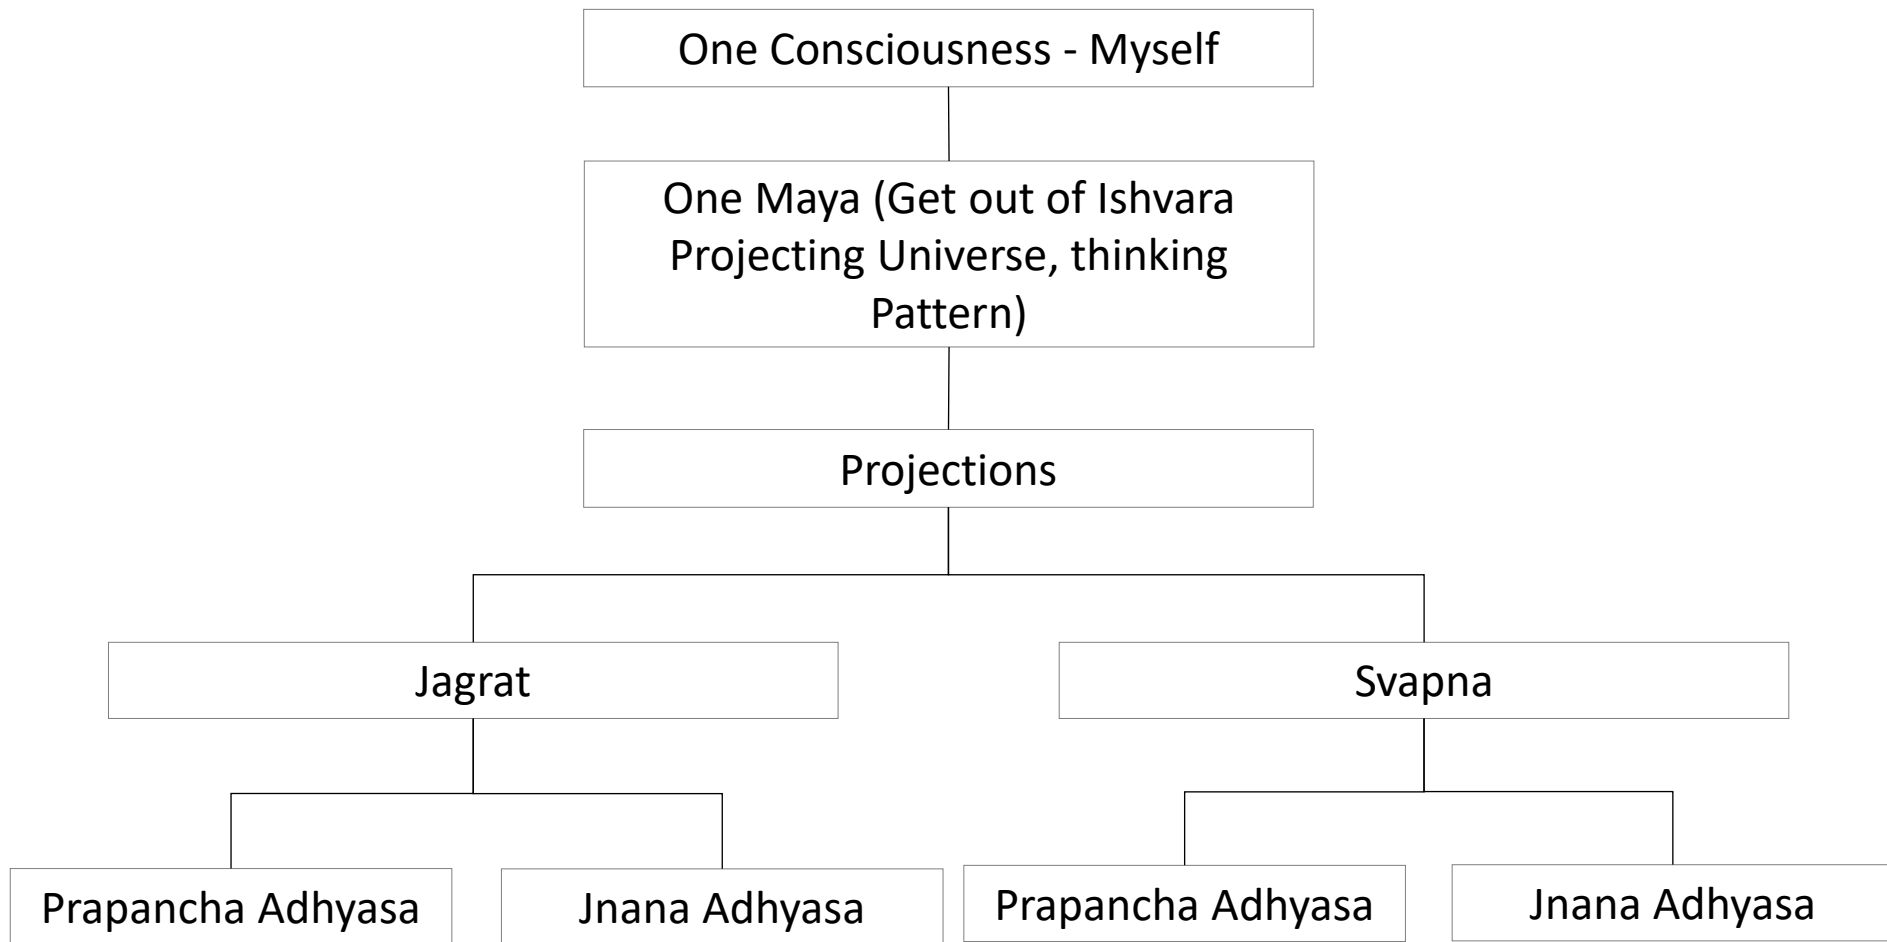 One Consciousness - Myself
One Maya (Get out of Ishvara
Projecting Universe, thinking
Pattern)
Projections
Jagrat
Svapna
Prapancha Adhyasa
Jnana Adhyasa
Prapancha Adhyasa
Jnana Adhyasa